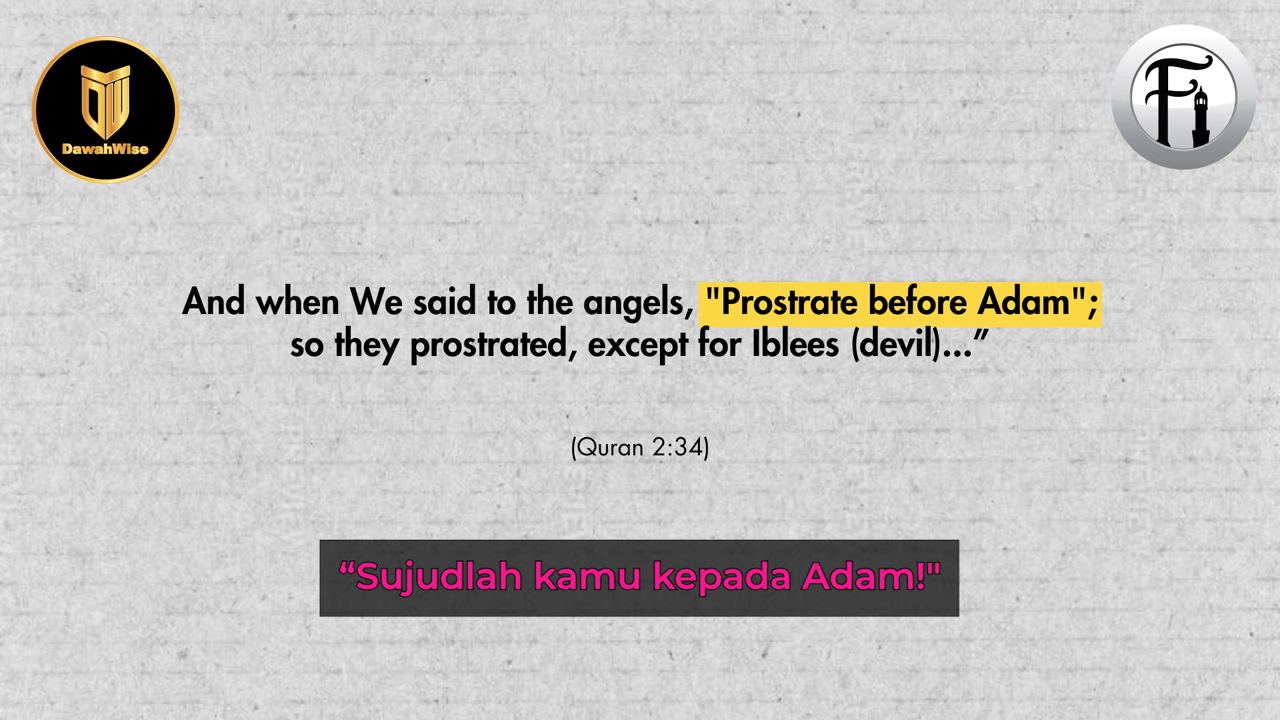 DawahWise
Fi
And when We said to the angels, "Prostrate before Adam";
so they prostrated, except for Iblees (devil)...”
(Quran 2:34)
“Sujudlah kamu kepada Adam!"